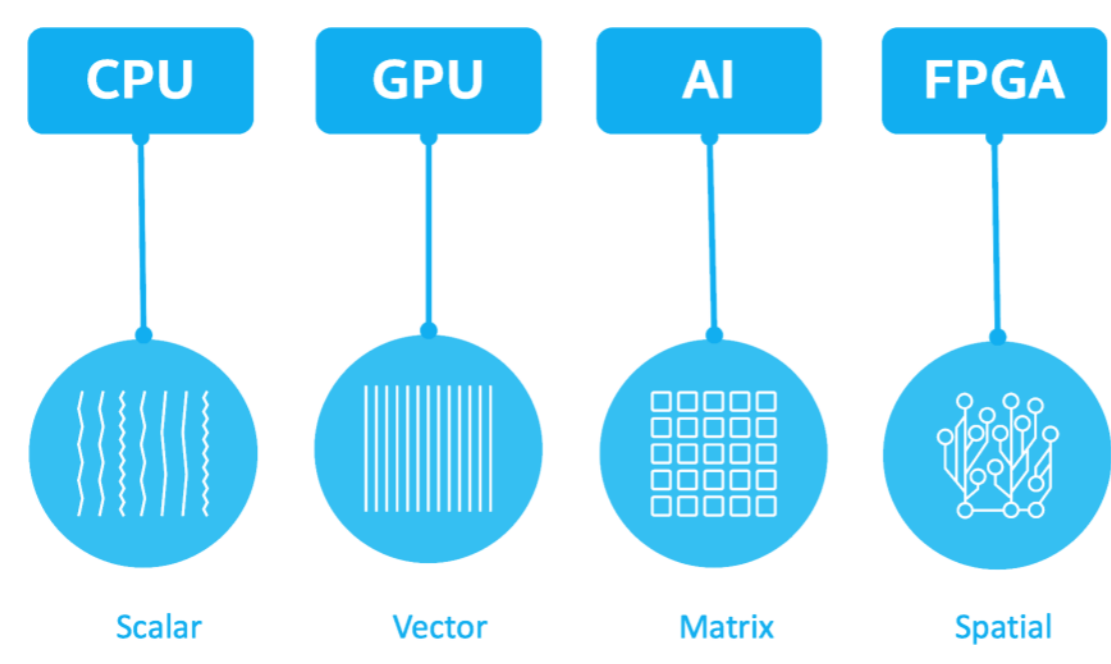 CPU
GPU
AI
FPGA
Scalar
Vector
Matrix
Spatial